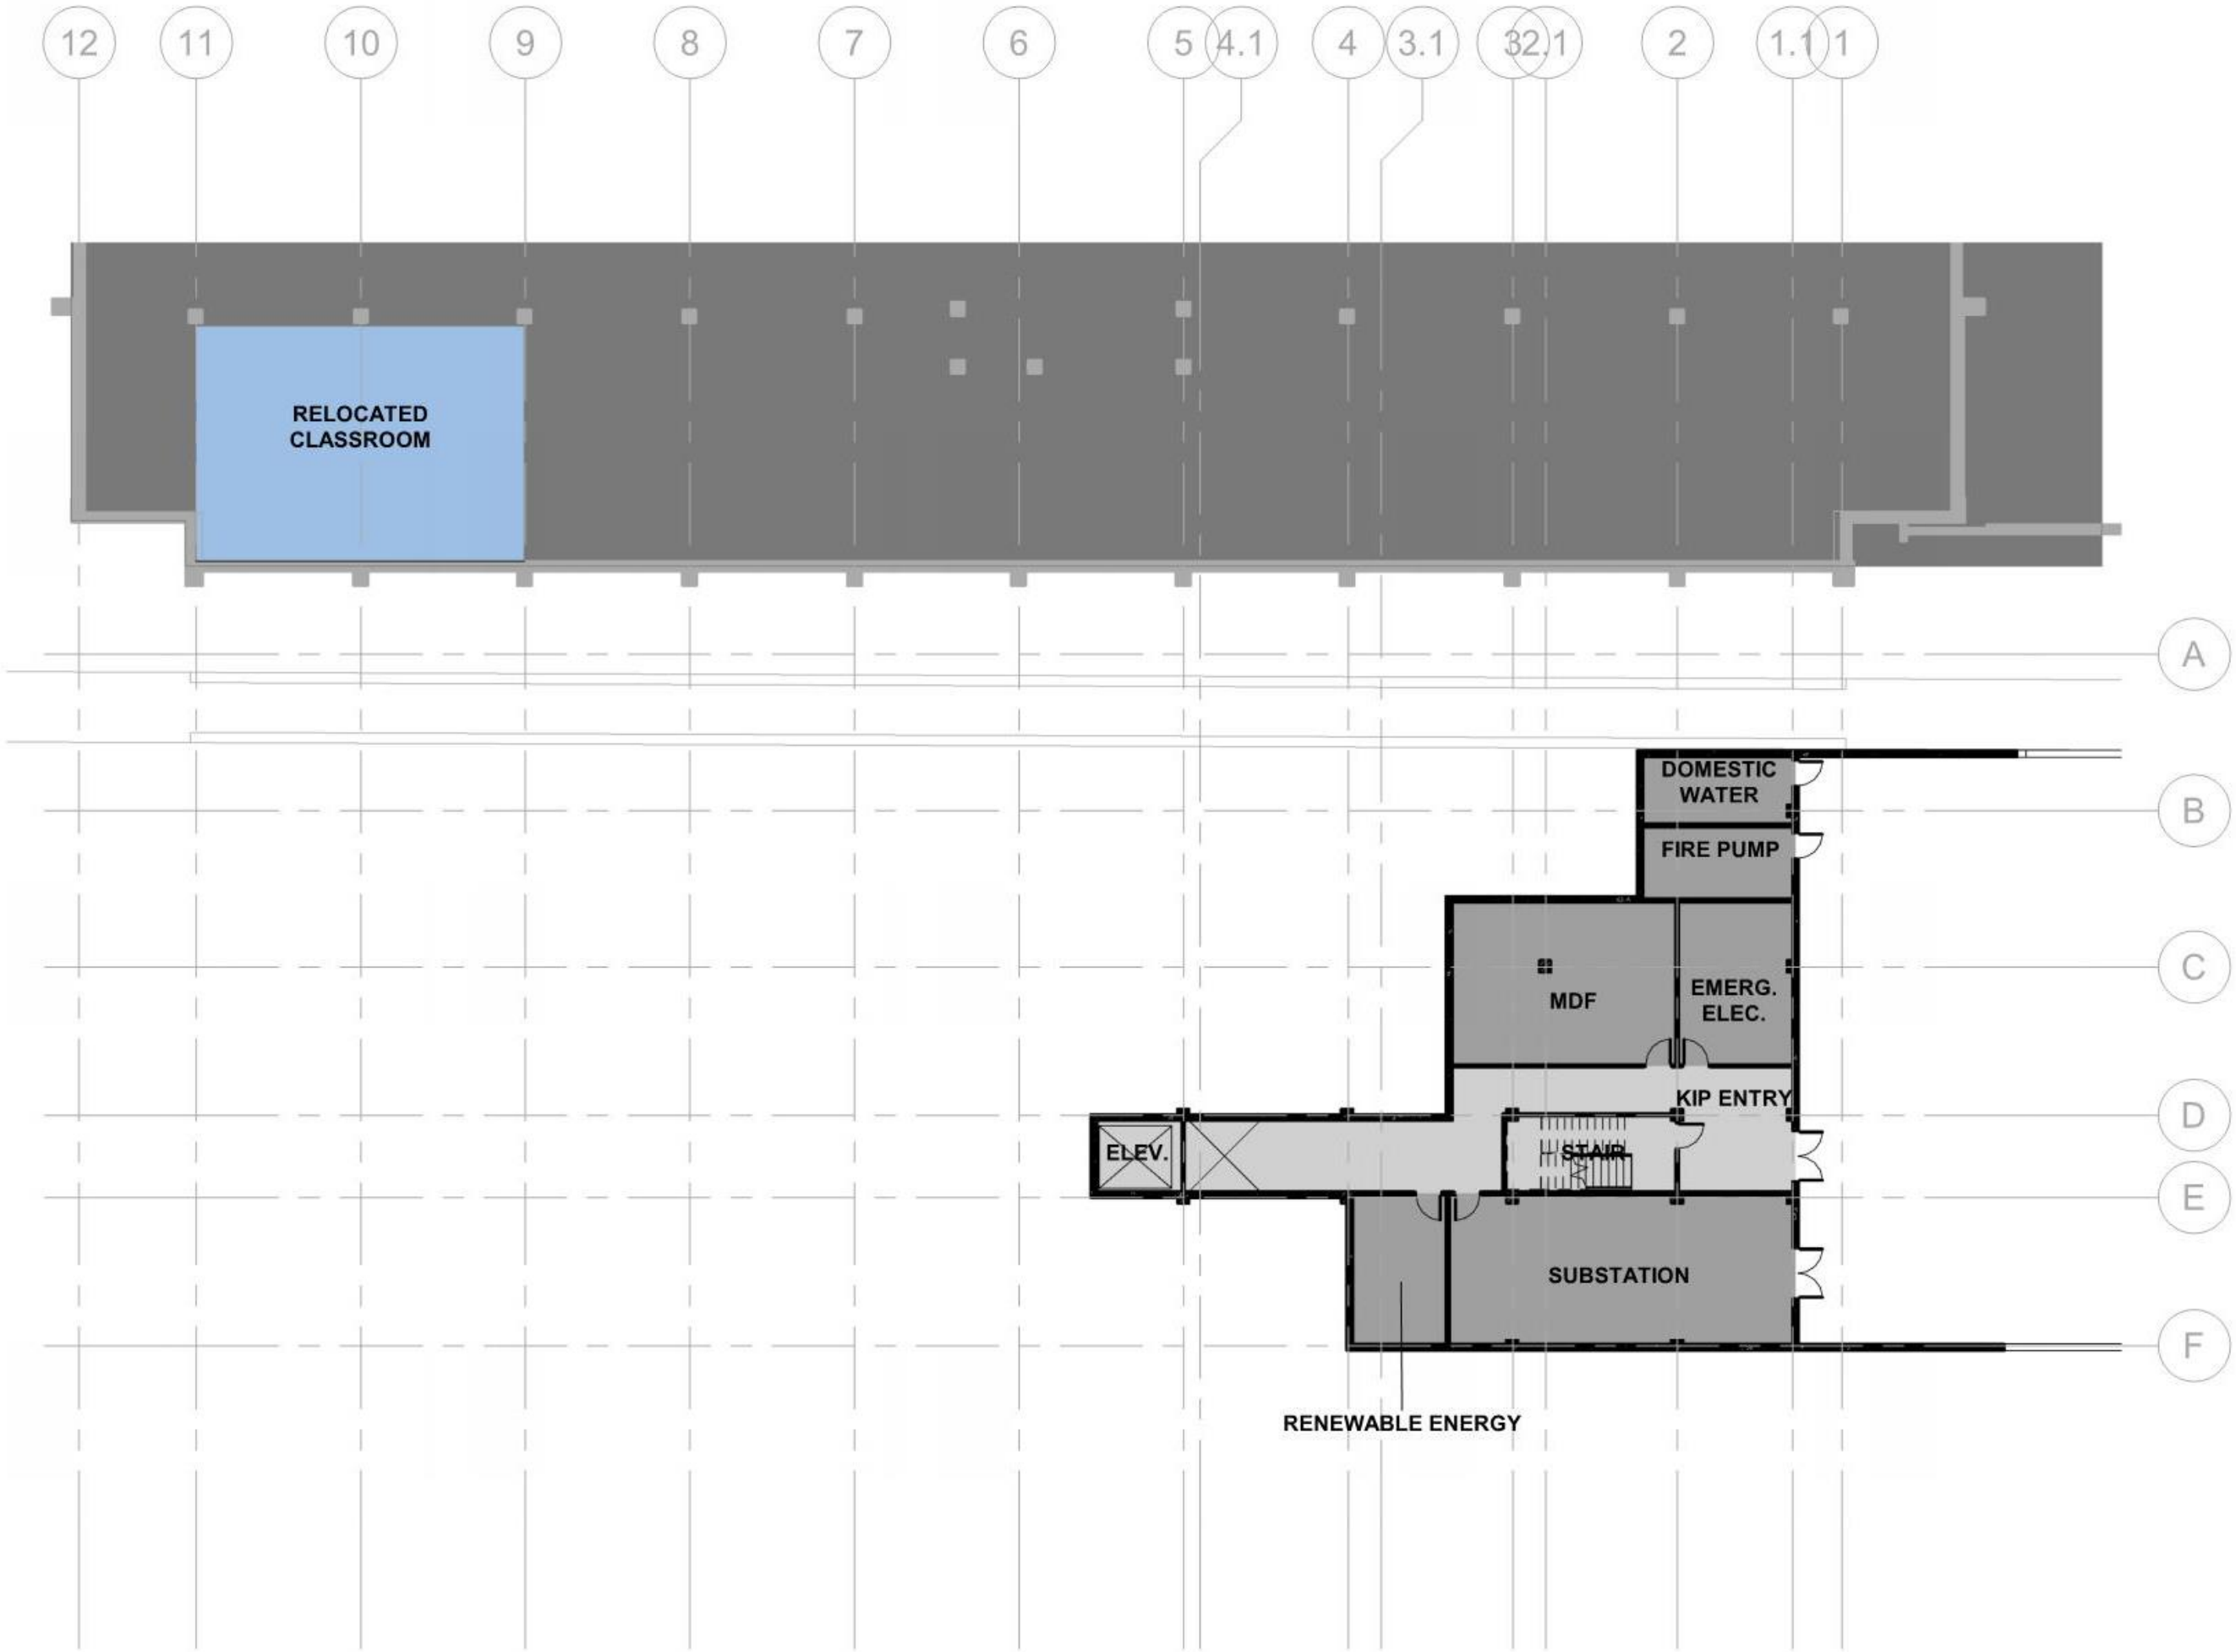 12 11 10 9 8 7 6 5 4.1 4 3.1 3 2.1 2 1.1 1
RELOCATED
CLASSROOM
A
DOMESTIC
WATER
B
FIRE PUMP
C
MDF
EMERG.
ELEC.
KIP ENTRY
D
ELEV.
STAIR
E
SUBSTATION
F
RENEWABLE ENERGY